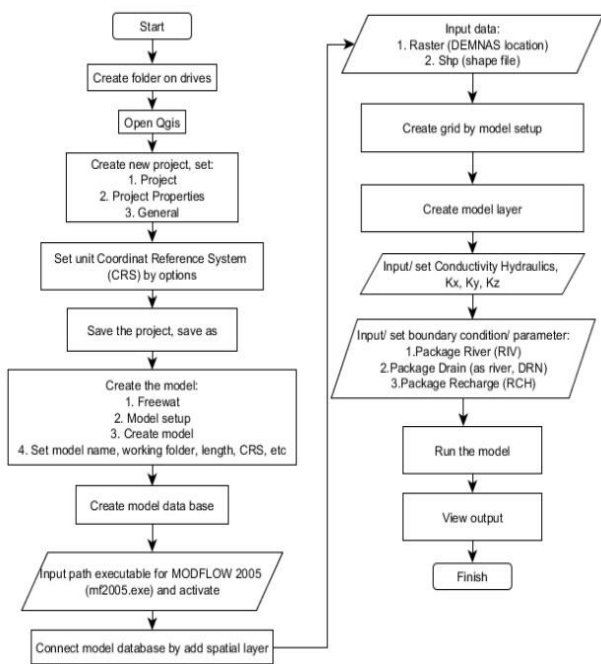 Start
Create folder on drives
Open Qgis
Create new project, set:
1. Project
2. Project Properties
3. General
Set unit Coordinat Reference System
(CRS) by options
Save the project, save as
Create the model:
1. Freewat
2. Model setup
3. Create model
4. Set model name, working folder, length, CRS, etc
Create model data base
Input path executable for MODFLOW 2005
(mf2005.exe) and activate
Connect model database by add spatial layer
Input data:
1. Raster (DEMNAS location)
2. Shp (shape file)
Create grid by model setup
Create model layer
Input/ set Conductivity Hydraulics,
Kx, Ky, Kz
Input/ set boundary condition/ parameter:
1.Package River (RIV)
2.Package Drain (as river, DRN)
3.Package Recharge (RCH)
Run the model
View output
Finish